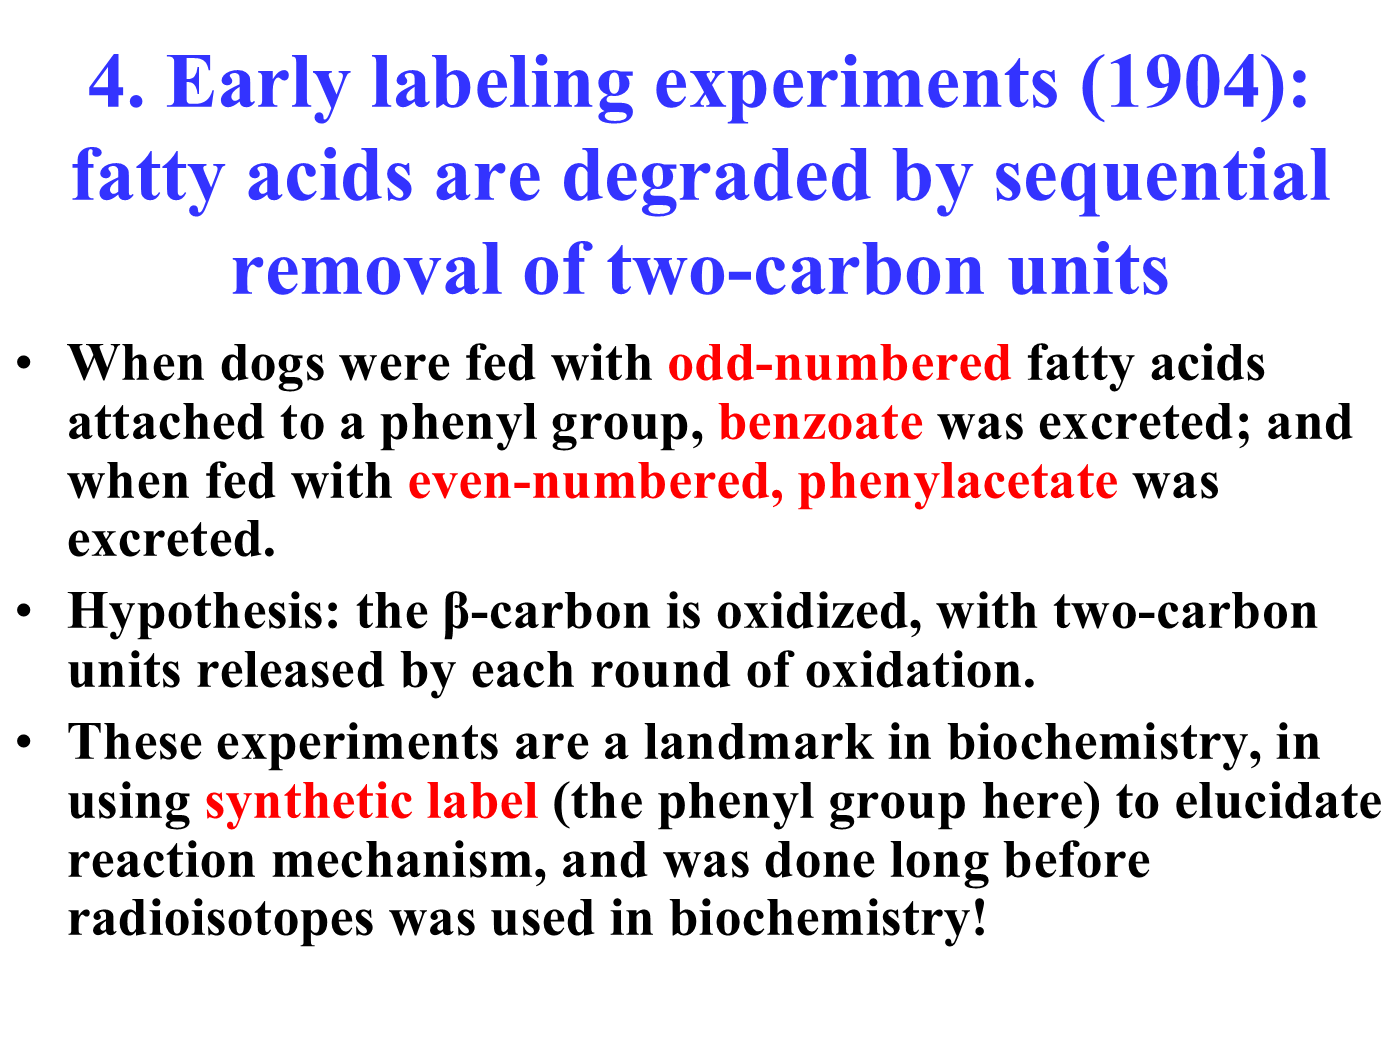 4. Early labeling experiments (1904):
fatty acids are degraded by sequential
removal of two-carbon units
• When dogs were fed with odd-numbered fatty acids
attached to a phenyl group, benzoate was excreted; and
when fed with even-numbered, phenylacetate was
excreted.
• Hypothesis: the β-carbon is oxidized, with two-carbon
units released by each round of oxidation.
• These experiments are a landmark in biochemistry, in
using synthetic label (the phenyl group here) to elucidate
reaction mechanism, and was done long before
radioisotopes was used in biochemistry!